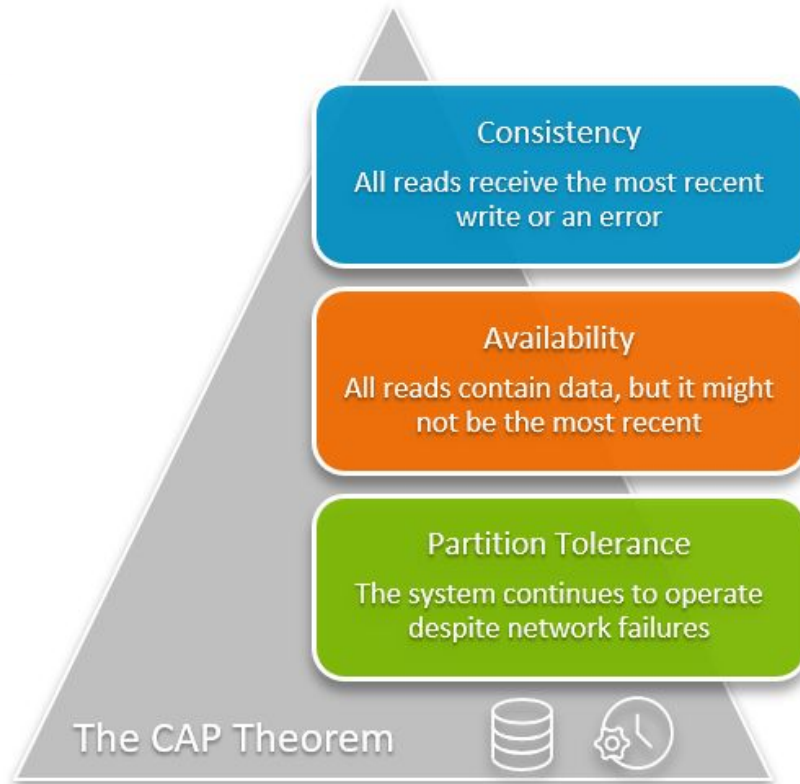 Consistency
All reads receive the most recent
write or an error
Availability
All reads contain data, but it might
not be the most recent
Partition Tolerance
The system continues to operate
despite network failures
The CAP Theorem